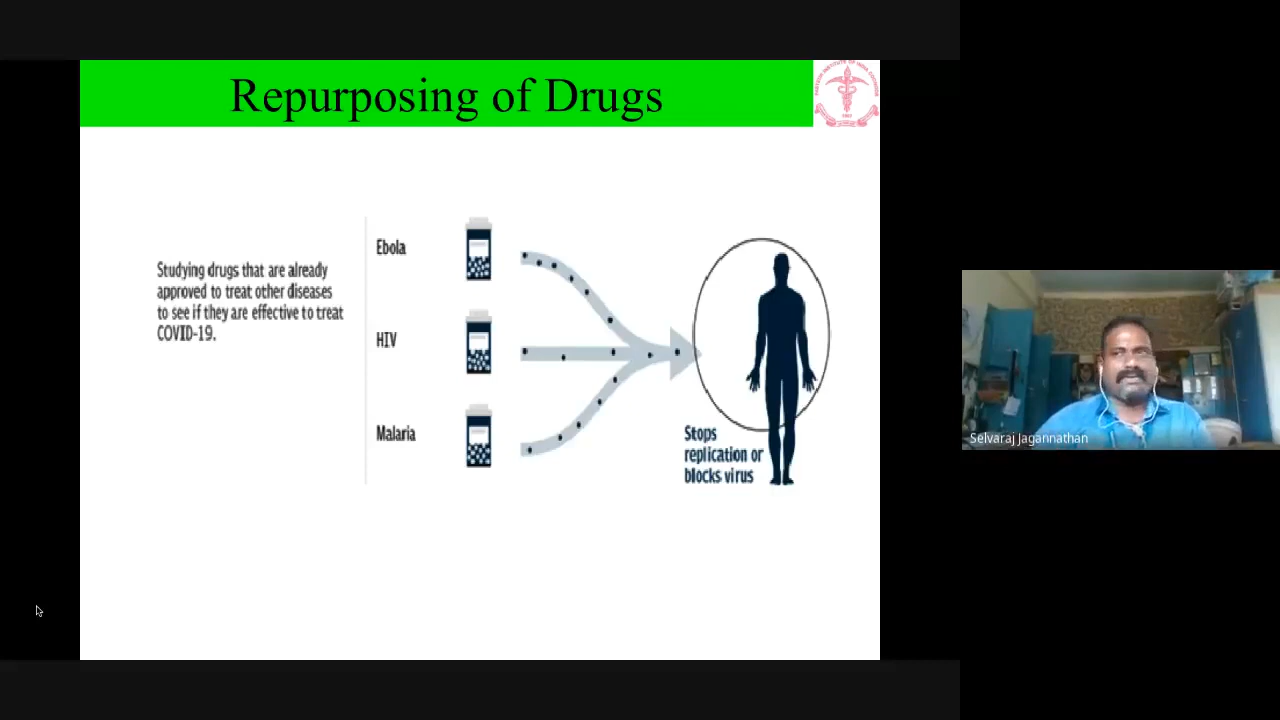 Repurposing of Drugs
Studying drugs that are already
approved to treat other diseases
to see if they are effective to treat
COVID-19.
Ebola
HIV
Malaria
Stops
replication or
blocks virus
Selvaraj Jagannathan